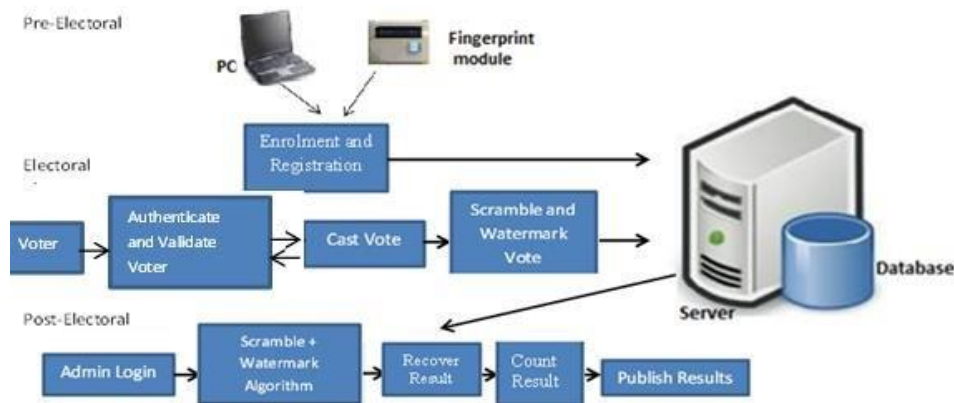 Pre-Electoral
PC
Fingerprint
module
Enrolment and
Registration
Electoral
Voter
Authenticate
and Validate
Voter
Cast Vote
Scramble and
Watermark
Vote
Database
Server
Post-Electoral
Admin Login
Scramble +
Watermark
Algorithm
Recover
Result
Count
Result
Publish Results